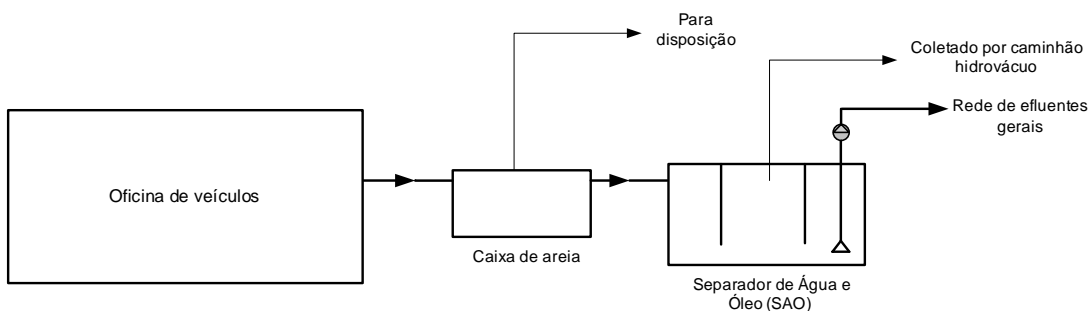 Para
disposição
Coletado por caminhão
hidrovácuo
Rede de efluentes
gerais
Oficina de veículos
Caixa de areia
Separador de Água e
Óleo (SAO)